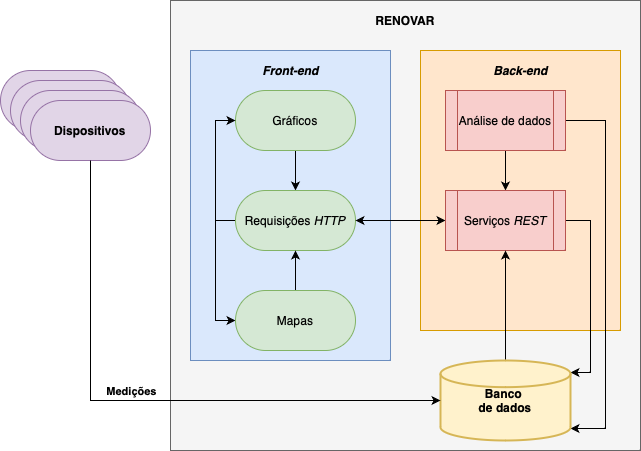 RENOVAR
Front-end
Back-end
Dispositivos
Gráficos
Análise de dados
Requisições HTTP
Serviços REST
Mapas
Medições
Banco
de dados